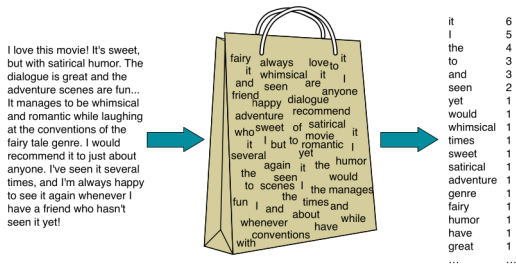 I love this movie! It's sweet,
but with satirical humor. The
dialogue is great and the
adventure scenes are fun...
It manages to be whimsical
and romantic while laughing
at the conventions of the
fairy tale genre. I would
recommend it to just about
anyone. I've seen it several
times, and I'm always happy
to see it again whenever I
have a friend who hasn't
seen it yet!
fairy always love to it
it whimsical it I
and seen are anyone
friend happy dialogue
adventure recommend
who sweet of satirical it
it I but to movie romantic I
several yet
again it the humor
the seen would
to scenes I the manages
fun I and the times and
about while
whenever have
conventions
with
it 6
I 5
the 4
to 3
and 3
seen 2
yet 1
would 1
whimsical 1
times 1
sweet 1
satirical 1
adventure 1
genre 1
fairy 1
humor 1
have 1
great 1
... ...